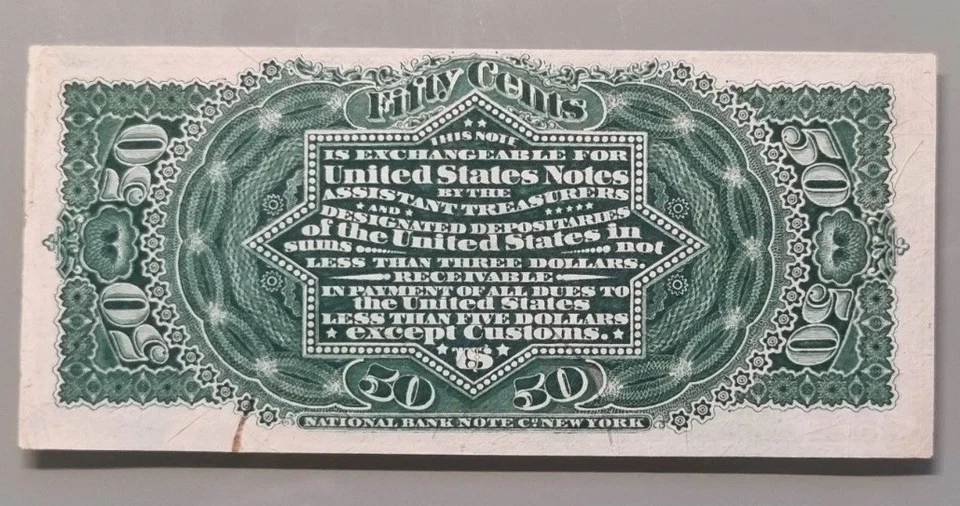 Fifty Cents
THIS NOTE
IS EXCHANGEABLE FOR
United States Notes
BY THE
ASSISTANT TREASURERS
AND
DESIGNATED DEPOSITARIES
of the United States in
sums not
LESS THAN THREE DOLLARS.
RECEIVABLE
IN PAYMENT OF ALL DUES TO
the United States
LESS THAN FIVE DOLLARS
except Customs.
US
50 50
50 50
50 50
NATIONAL BANK NOTE Co. NEW YORK